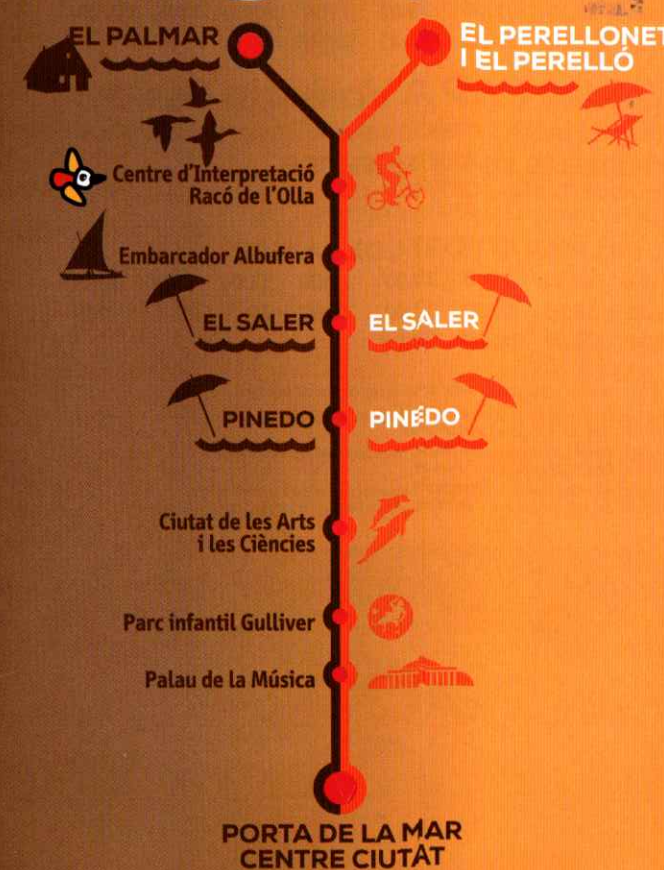 EL PALMAR
EL PERELLONET
I EL PERELLÓ
Centre d'Interpretació
Racó de l'Olla
Embarcador Albufera
EL SALER
EL SALER
PINEDO
PINEDO
Ciutat de les Arts
i les Ciències
Parc infantil Gulliver
Palau de la Música
PORTA DE LA MAR
CENTRE CIUTAT